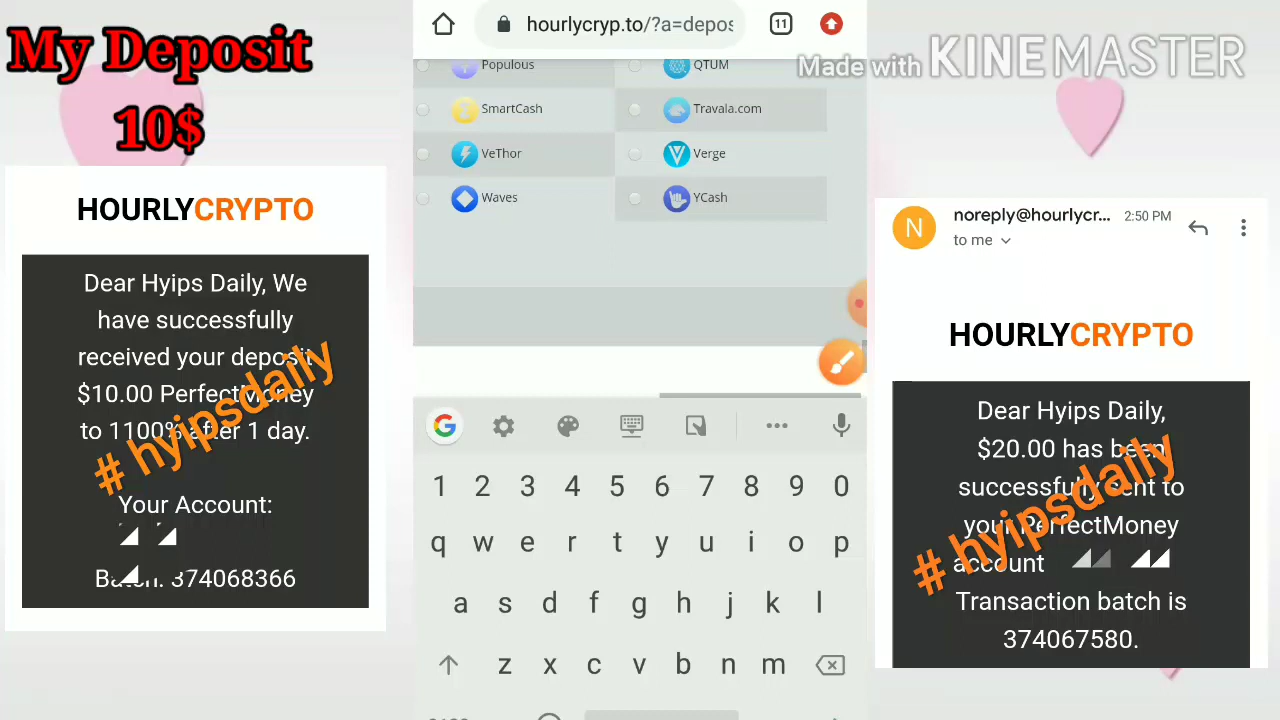 My Deposit
10$
HOURLYCRYPTO
Dear Hyips Daily, We
have successfully
received your deposit
$10.00 PerfectMoney
to 1100% after 1 day.
# hyipsdaily
Your Account:
Batch: 374068366
hourlycryp.to/?a=depos
11
Populous
QTUM
SmartCash
Travala.com
VeThor
Verge
Waves
YCash
G
1 2 3 4 5 6 7 8 9 0
q w e r t y u i o p
a s d f g h j k l
z x c v b n m
Made with KINEMASTER
N
noreply@hourlycr... 2:50 PM
to me
HOURLYCRYPTO
Dear Hyips Daily,
$20.00 has been
successfully sent to
your PerfectMoney
account
# hyipsdaily
Transaction batch is
374067580.